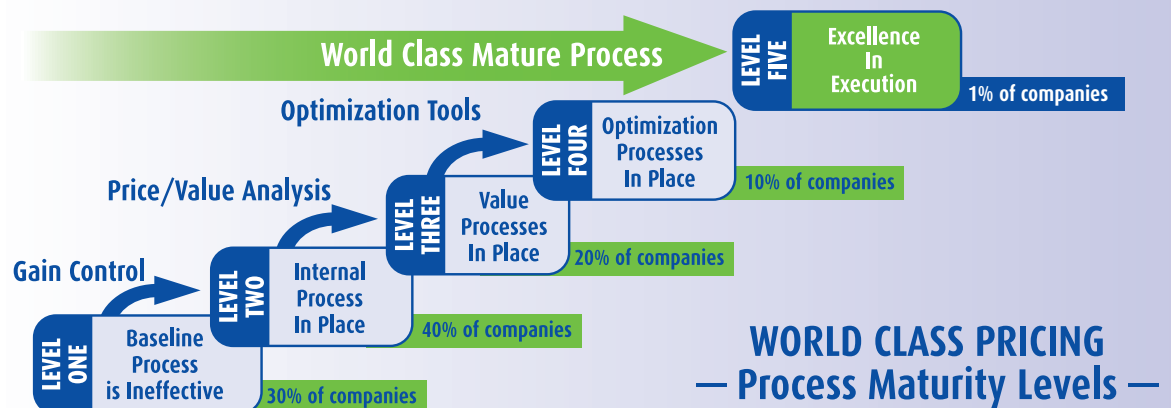 World Class Mature Process
LEVEL
FIVE
Excellence
In
Execution
1% of companies
Optimization Tools
LEVEL
FOUR
Optimization
Processes
In Place
10% of companies
Price/Value Analysis
LEVEL
THREE
Value
Processes
In Place
20% of companies
Gain Control
LEVEL
TWO
Internal
Process
In Place
40% of companies
LEVEL
ONE
Baseline
Process
is Ineffective
30% of companies
WORLD CLASS PRICING
— Process Maturity Levels —